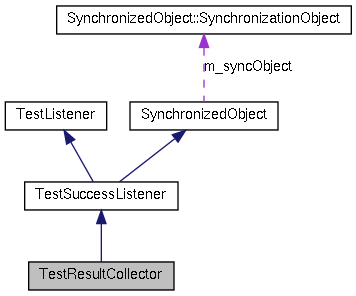 SynchronizedObject::SynchronizationObject
m_syncObject
TestListener
SynchronizedObject
TestSuccessListener
TestResultCollector